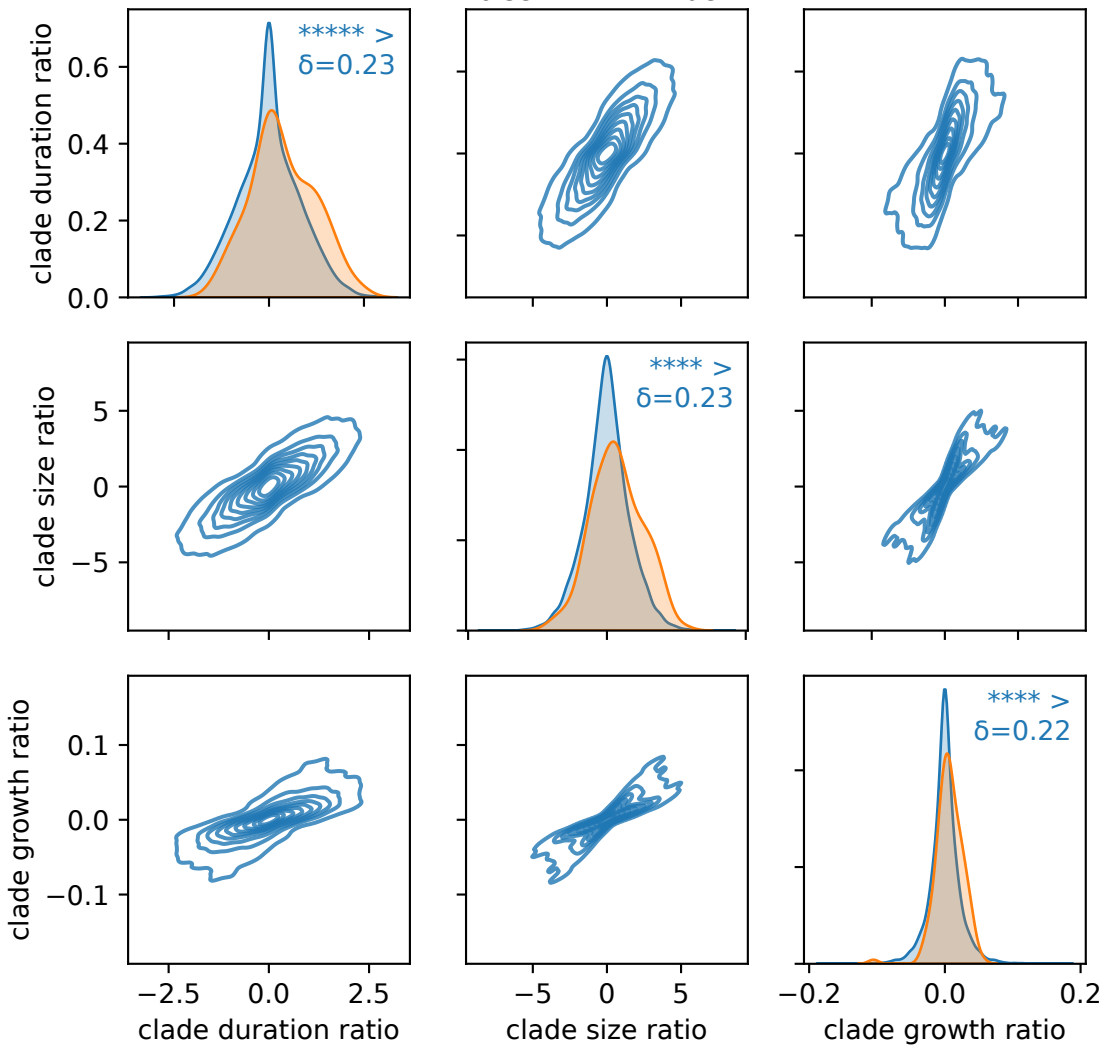 clade duration ratio
0.6
0.4
0.2
0.0
***** >
δ=0.23
clade size ratio
5
0
−5
**** >
δ=0.23
clade growth ratio
0.1
0.0
−0.1
**** >
δ=0.22
−2.5
0.0
2.5
−5
0
5
−0.2
0.0
0.2
clade duration ratio
clade size ratio
clade growth ratio